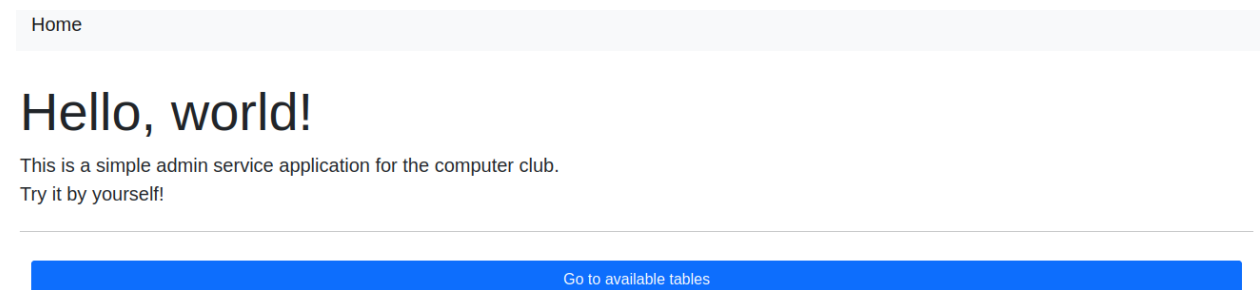 Home
Hello, world!
This is a simple admin service application for the computer club.
Try it by yourself!
Go to available tables